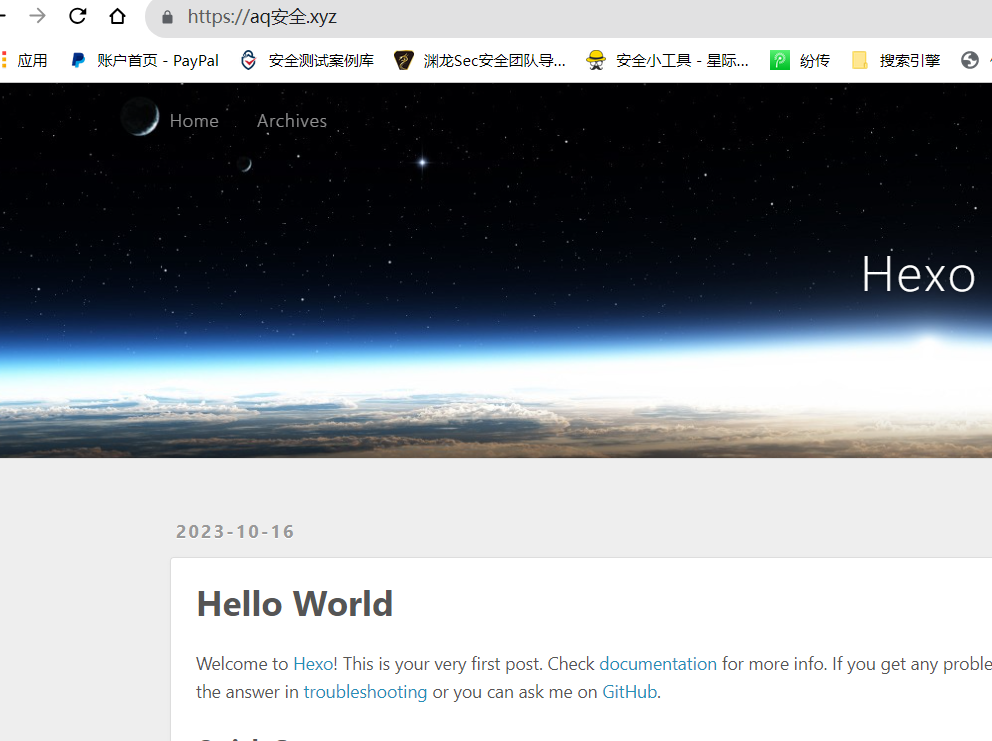 https://aq安全.xyz
应用 账户首页 - PayPal 安全测试案例库 渊龙Sec安全团队导... 安全小工具 - 星际... 纷传 搜索引擎
Home Archives
Hexo
2023-10-16
Hello World
Welcome to Hexo! This is your very first post. Check documentation for more info. If you get any proble
the answer in troubleshooting or you can ask me on GitHub.